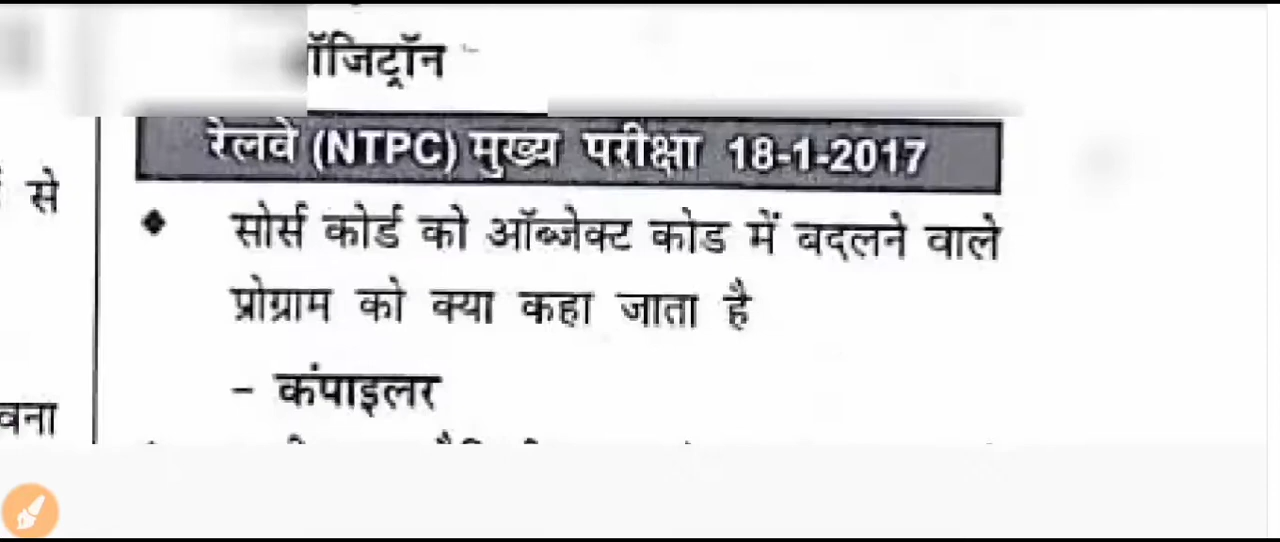 ॉजिट्रॉन
रेलवे (NTPC) मुख्य परीक्षा 18-1-2017
से
सोर्स कोर्ड को ऑब्जेक्ट कोड में बदलने वाले
प्रोग्राम को क्या कहा जाता है
- कंपाइलर
वना